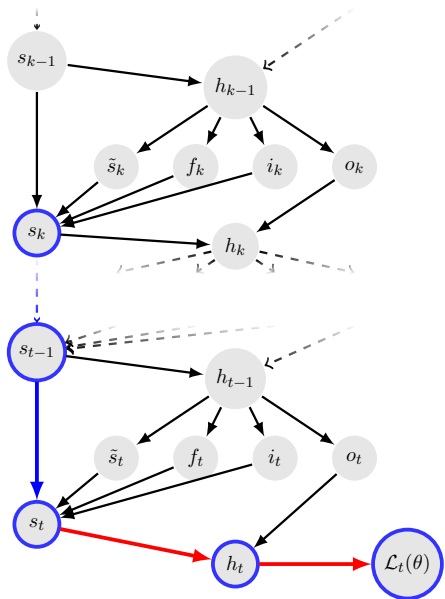 s_{k-1}
h_{k-1}
s̃_k f_k i_k o_k
s_k
h_k
s_{t-1}
h_{t-1}
s̃_t f_t i_t o_t
s_t
h_t ℒ_t(θ)